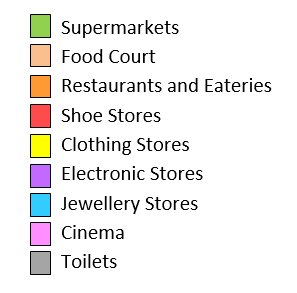 Supermarkets
Food Court
Restaurants and Eateries
Shoe Stores
Clothing Stores
Electronic Stores
Jewellery Stores
Cinema
Toilets